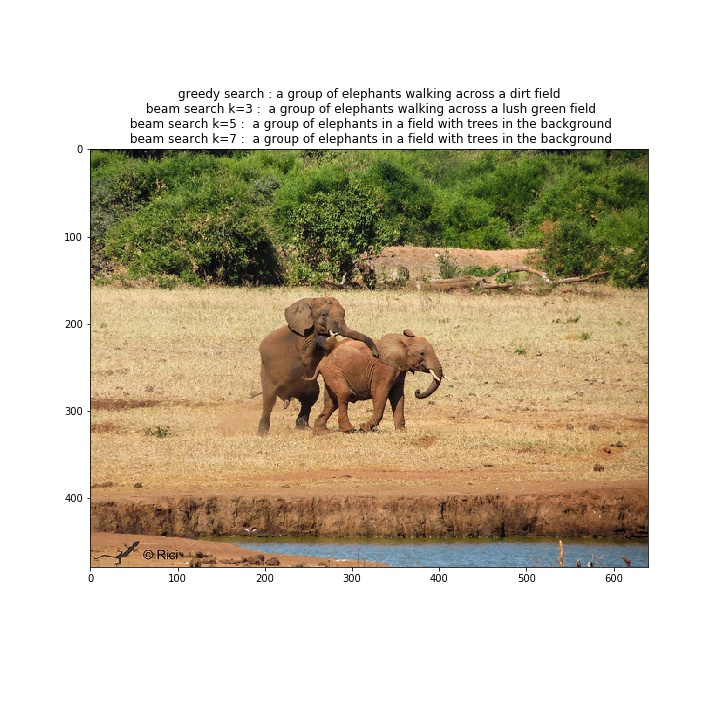 greedy search : a group of elephants walking across a dirt field
beam search k=3 :  a group of elephants walking across a lush green field
beam search k=5 :  a group of elephants in a field with trees in the background
beam search k=7 :  a group of elephants in a field with trees in the background
0
100
200
300
400
© Rici
0 100 200 300 400 500 600